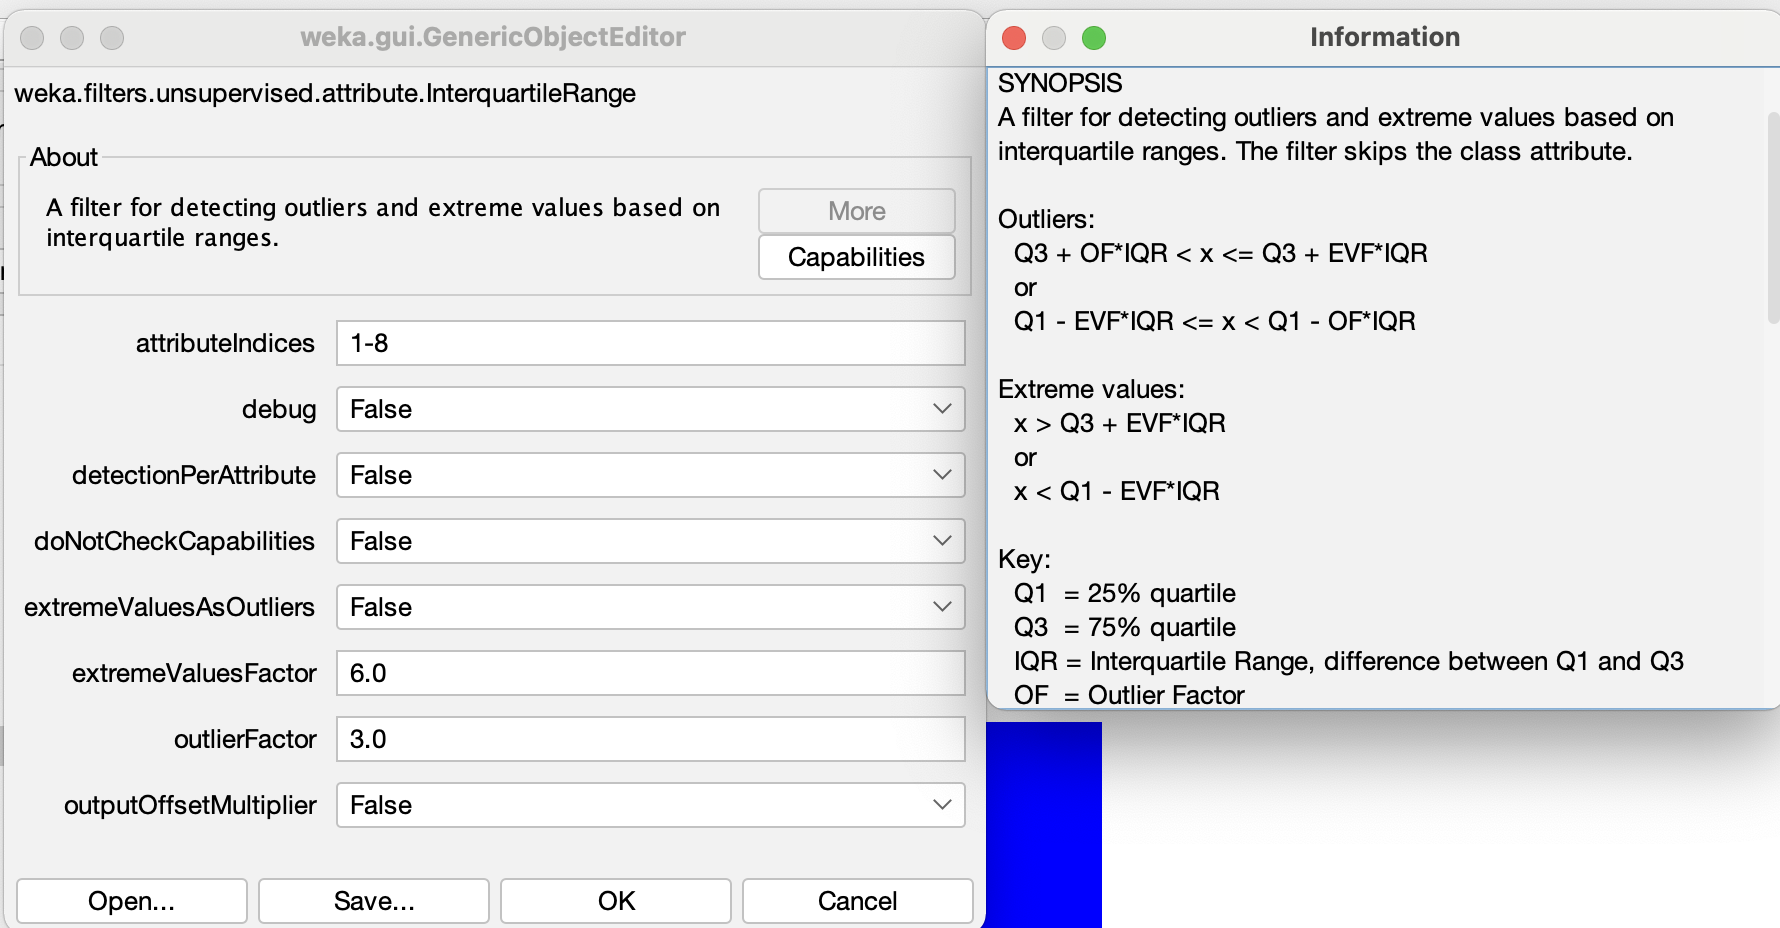 weka.gui.GenericObjectEditor
weka.filters.unsupervised.attribute.InterquartileRange
About
A filter for detecting outliers and extreme values based on
interquartile ranges.
More
Capabilities
attributeIndices 1-8
debug False
detectionPerAttribute False
doNotCheckCapabilities False
extremeValuesAsOutliers False
extremeValuesFactor 6.0
outlierFactor 3.0
outputOffsetMultiplier False
Open... Save... OK Cancel
Information
SYNOPSIS
A filter for detecting outliers and extreme values based on
interquartile ranges. The filter skips the class attribute.
Outliers:
Q3 + OF*IQR < x <= Q3 + EVF*IQR
or
Q1 - EVF*IQR <= x < Q1 - OF*IQR
Extreme values:
x > Q3 + EVF*IQR
or
x < Q1 - EVF*IQR
Key:
Q1 = 25% quartile
Q3 = 75% quartile
IQR = Interquartile Range, difference between Q1 and Q3
OF = Outlier Factor